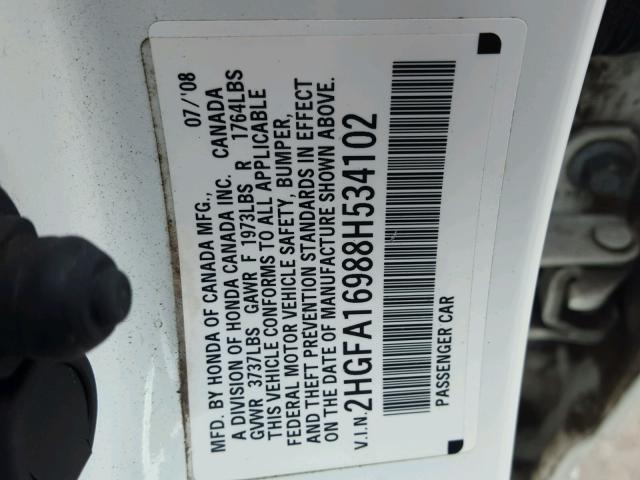 MFD. BY HONDA OF CANADA MFG., 07/'08
A DIVISION OF HONDA CANADA INC. CANADA
GVWR 3737LBS GAWR F 1973LBS R 1764LBS
THIS VEHICLE CONFORMS TO ALL APPLICABLE
FEDERAL MOTOR VEHICLE SAFETY, BUMPER,
AND THEFT PREVENTION STANDARDS IN EFFECT
ON THE DATE OF MANUFACTURE SHOWN ABOVE.
V.I.N. 2HGFA16988H534102
PASSENGER CAR